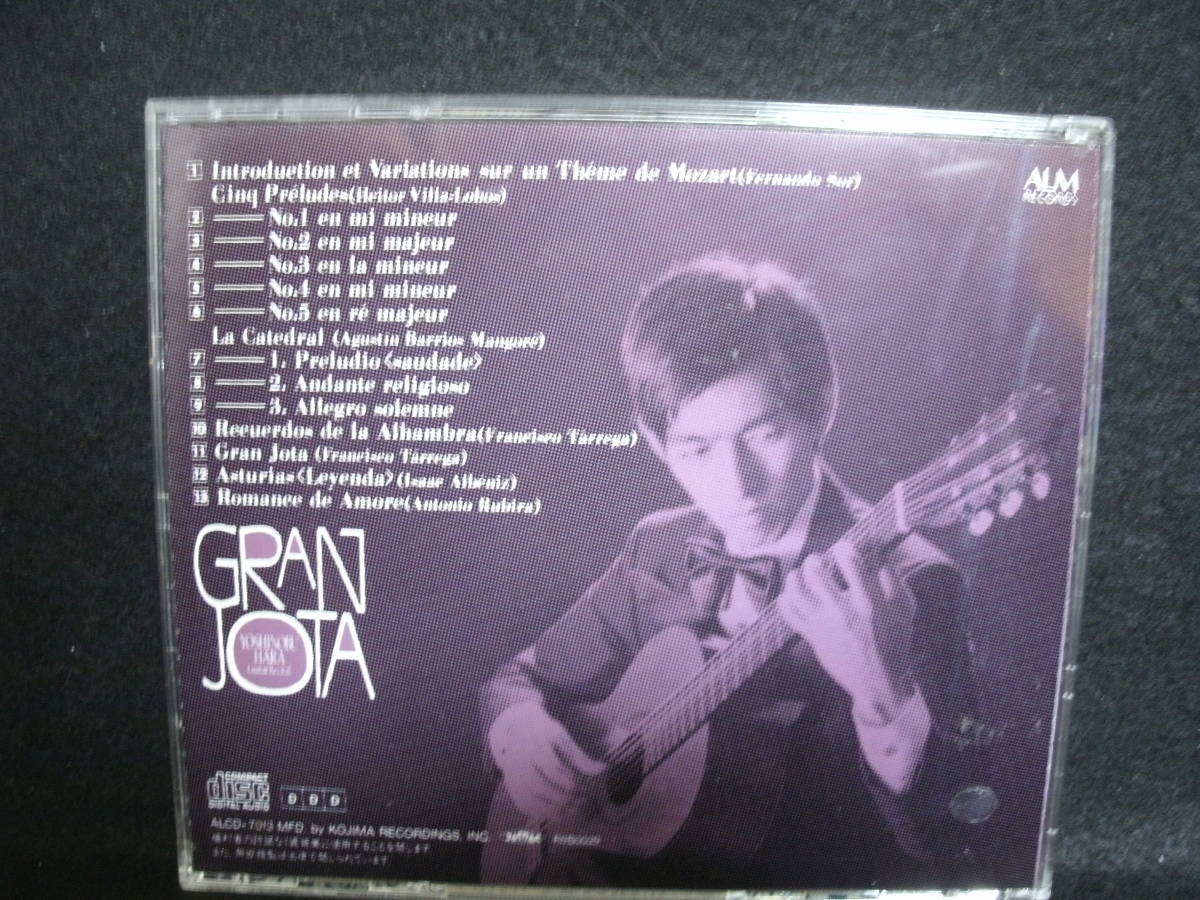 1 Introduction et Variations sur un Théme de Mozart(Fernando Sor)
Cinq Préludes(Heitor Villa-Lobos)
2 No.1 en mi mineur
3 No.2 en mi majeur
4 No.3 en la mineur
5 No.4 en mi mineur
6 No.5 en ré majeur
La Catedral (Agustin Barrios Mangoré)
7 1. Preludio <saudade>
8 2. Andante religioso
9 3. Allegro solemne
10 Recuerdos de la Alhambra(Francisco Tárrega)
11 Gran Jota (Francisco Tárrega)
12 Asturias<Leyenda> (Isaac Albéniz)
13 Romance de Amore(Antonio Rubira)
ALM
RECORDS
GRAN
JOTA
YOSHINOBU
HARA
COMPACT
disc
DIGITAL AUDIO
D D D
ALCD-7013 MFD. by KOJIMA RECORDINGS, INC.